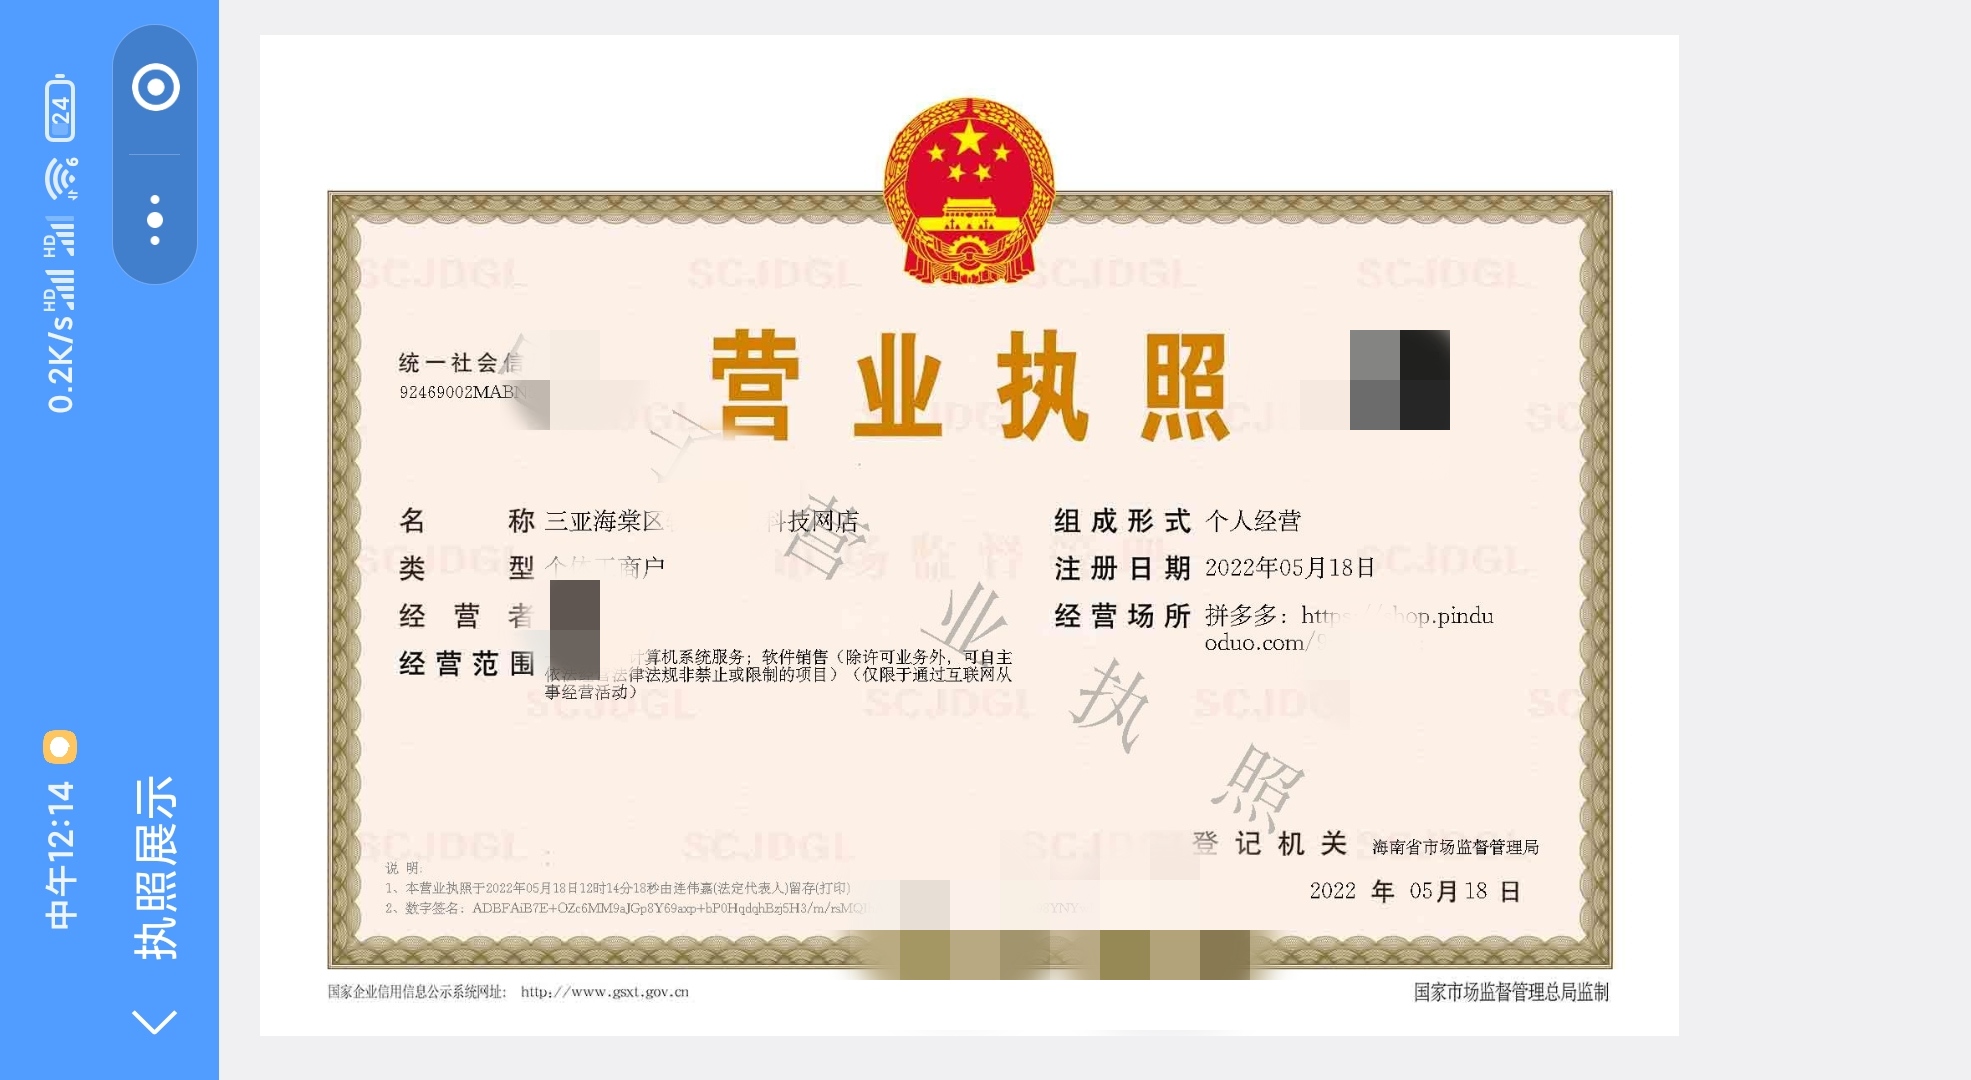 中午12:14
0.2K/s HD HD 6 24
执照展示
营业执照
统一社会信
92469002MABN
名称 三亚海棠区 科技网店
类型 个体工商户
经营者
经营范围 计算机系统服务；软件销售（除许可业务外，可自主
依法经营法律法规非禁止或限制的项目）（仅限于通过互联网从
事经营活动）
组成形式 个人经营
注册日期 2022年05月18日
经营场所 拼多多：https://shop.pindu
oduo.com/
营业执照
登记机关 海南省市场监督管理局
2022 年 05月18 日
说 明:
1、本营业执照于2022年05月18日12时14分18秒由连伟嘉(法定代表人)留存(打印)
2、数字签名：ADBFAiB7E+OZc6MM9aJGp8Y69axp+bP0HqdqhBzj5H3/m/rsMQ
国家企业信用信息公示系统网址： http://www.gsxt.gov.cn
国家市场监督管理总局监制
SCJDGL